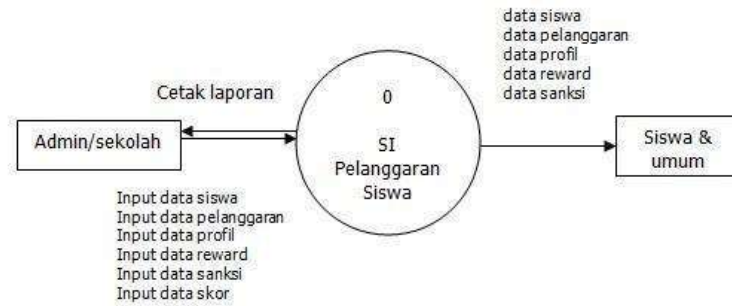 data siswa
data pelanggaran
data profil
data reward
data sanksi
Cetak laporan
0
Admin/sekolah
SI
Pelanggaran
Siswa
Siswa &
umum
Input data siswa
Input data pelanggaran
Input data profil
Input data reward
Input data sanksi
Input data skor